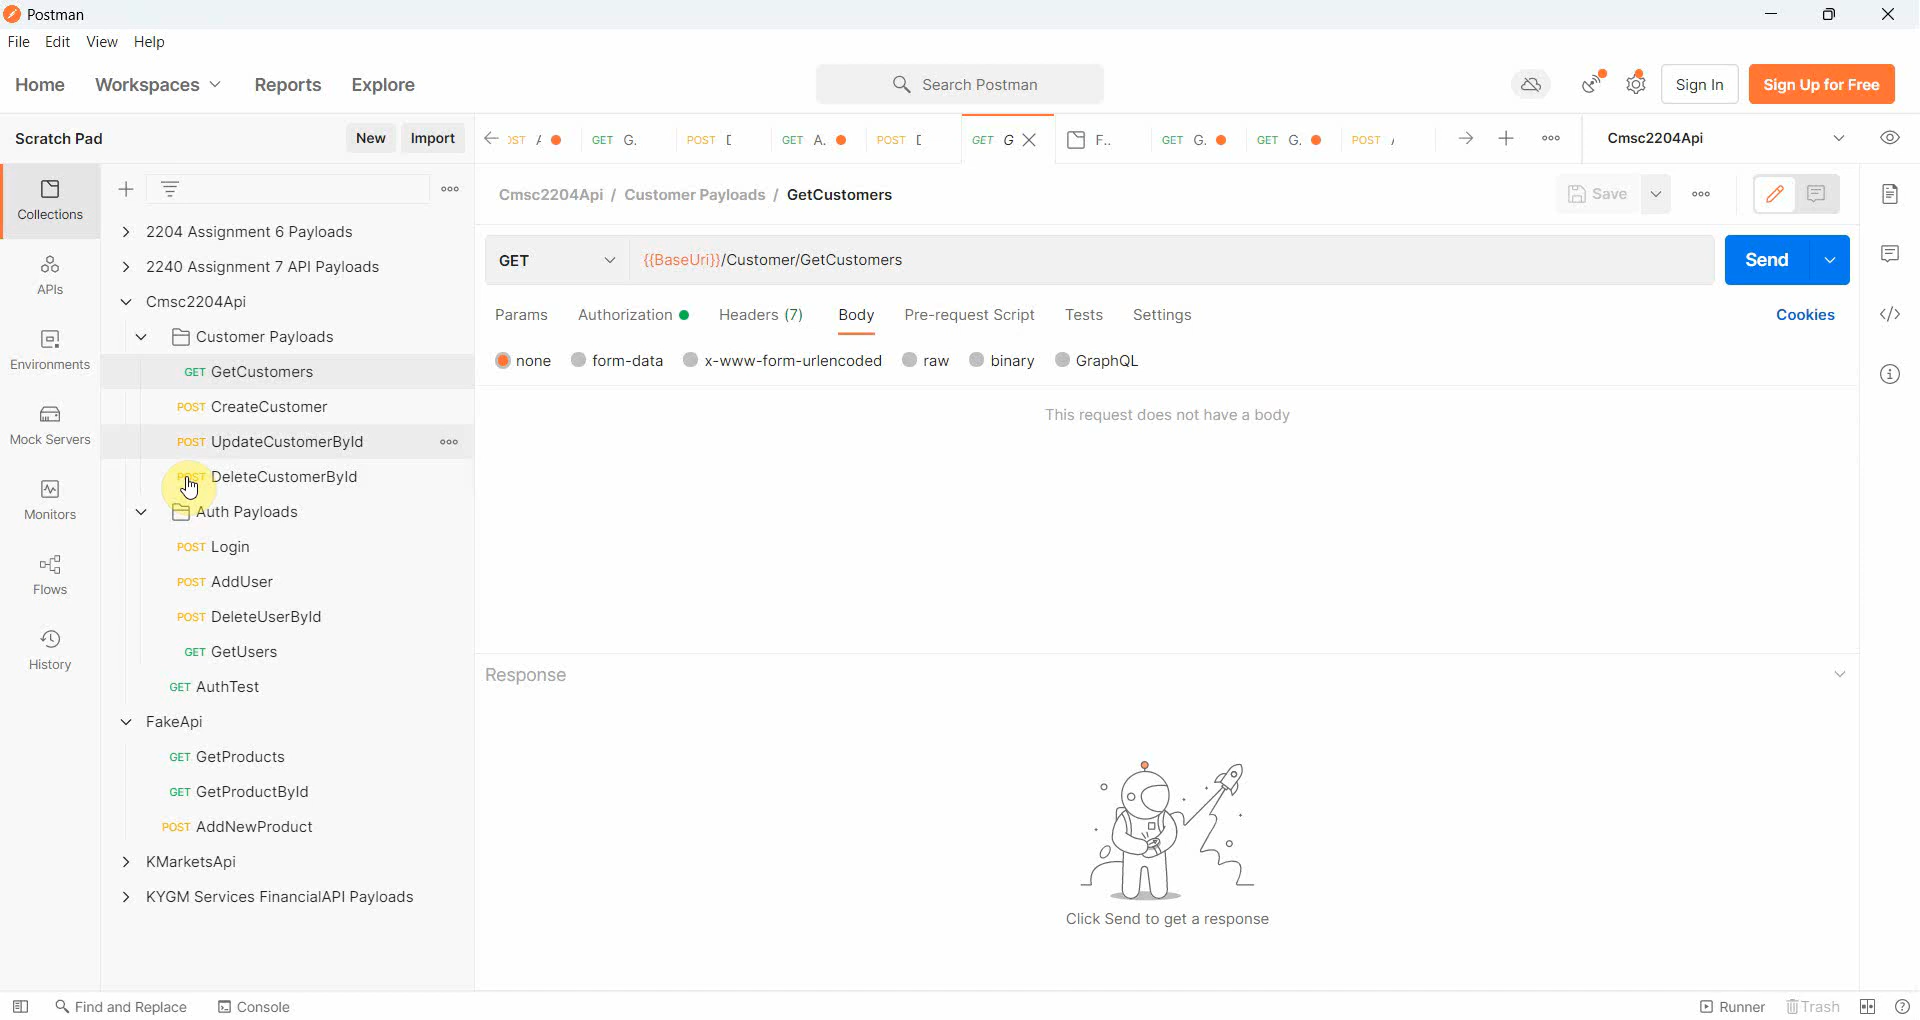 Postman
File Edit View Help
Home Workspaces Reports Explore
Search Postman
Sign In
Sign Up for Free
Scratch Pad
New
Import
GET G.
POST
GET A.
POST
GET G
F..
GET G.
GET G.
POST
Cmsc2204Api
Collections
APIs
Environments
Mock Servers
Monitors
Flows
History
2204 Assignment 6 Payloads
2240 Assignment 7 API Payloads
Cmsc2204Api
Customer Payloads
GET GetCustomers
POST CreateCustomer
POST UpdateCustomerById
POST DeleteCustomerById
Auth Payloads
POST Login
POST AddUser
POST DeleteUserById
GET GetUsers
GET AuthTest
FakeApi
GET GetProducts
GET GetProductById
POST AddNewProduct
KMarketsApi
KYGM Services FinancialAPI Payloads
Cmsc2204Api / Customer Payloads / GetCustomers
Save
GET {{BaseUri}}/Customer/GetCustomers
Send
Params Authorization Headers (7) Body Pre-request Script Tests Settings
Cookies
none form-data x-www-form-urlencoded raw binary GraphQL
This request does not have a body
Response
Click Send to get a response
Find and Replace
Console
Runner
Trash